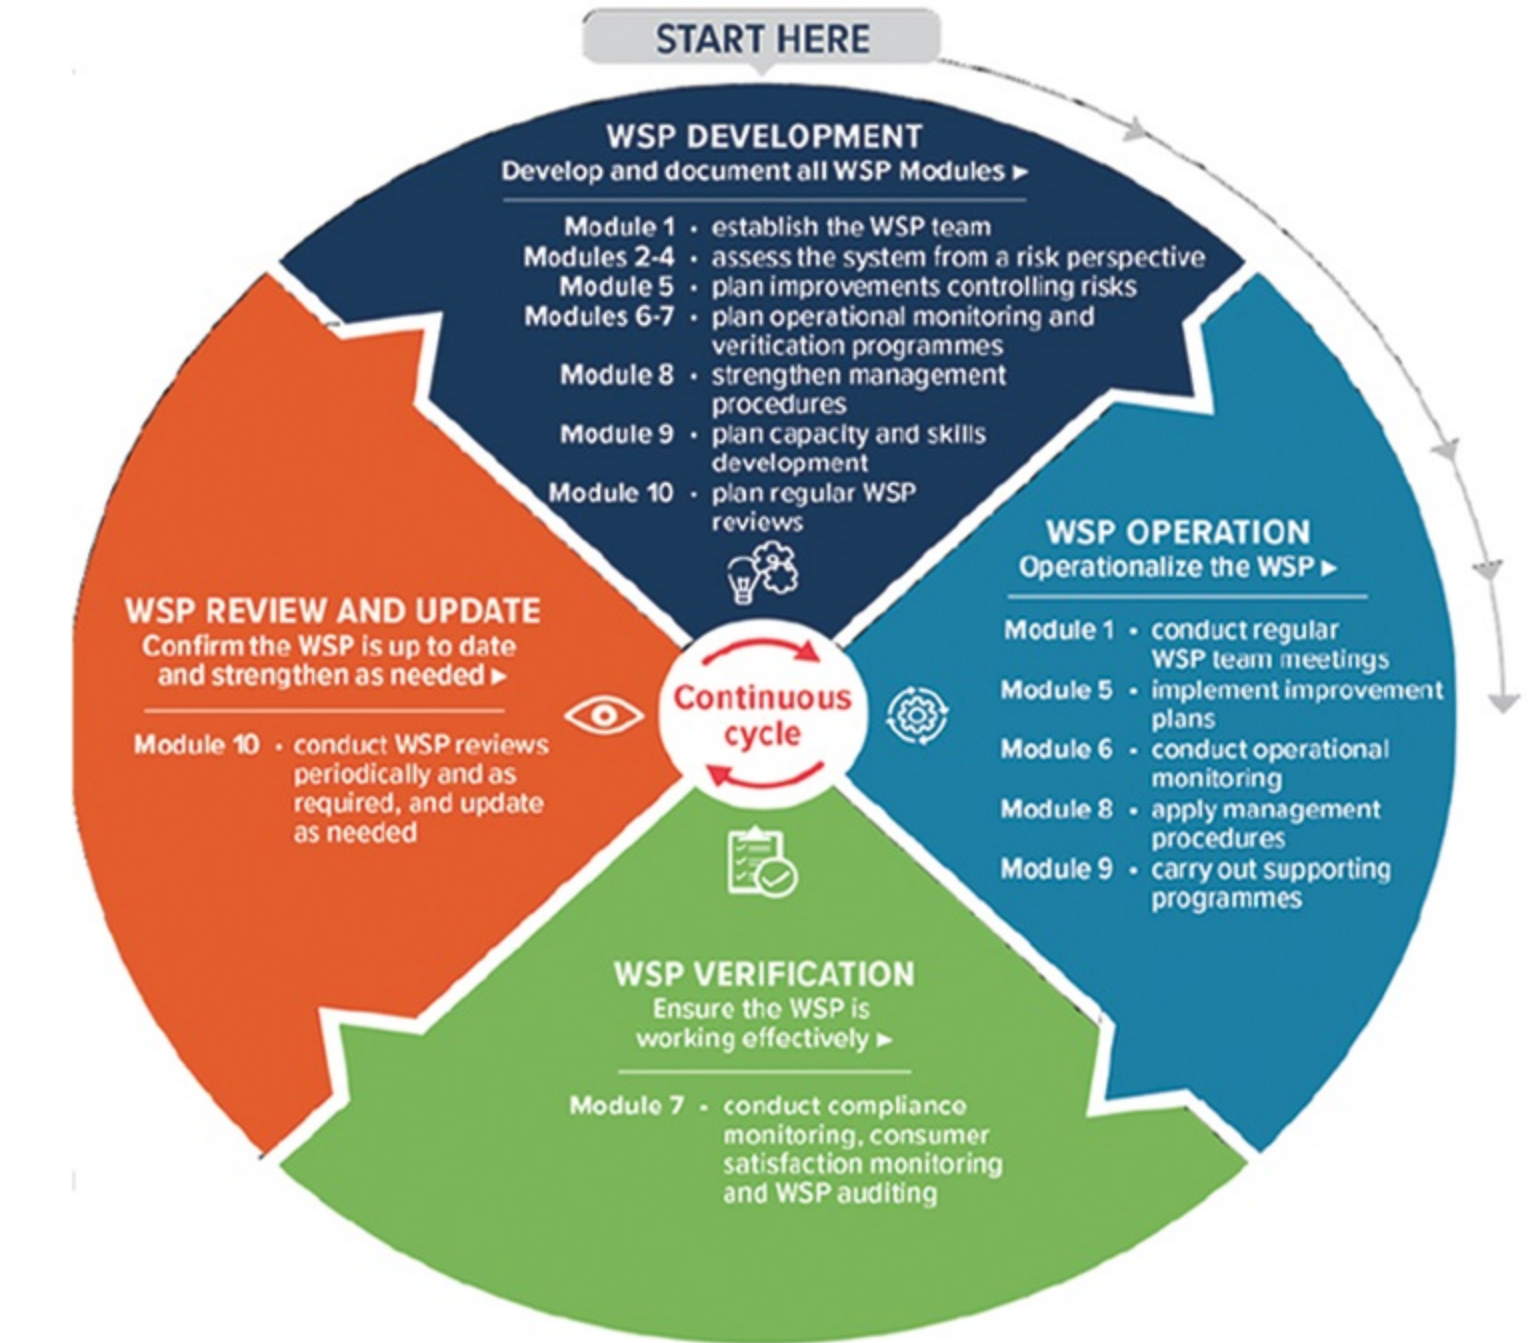 START HERE
WSP DEVELOPMENT
Develop and document all WSP Modules ►
Module 1 • establish the WSP team
Modules 2-4 • assess the system from a risk perspective
Module 5 • plan improvements controlling risks
Modules 6-7 • plan operational monitoring and
veritication programmes
Module 8 • strengthen management
procedures
Module 9 • plan capacity and skills
development
Module 10 • plan regular WSP
reviews
WSP OPERATION
Operationalize the WSP ►
Module 1 • conduct regular
WSP team meetings
Module 5 • implement improvement
plans
Module 6 • conduct operational
monitoring
Module 8 • apply management
procedures
Module 9 • carry out supporting
programmes
WSP VERIFICATION
Ensure the WSP is
working effectively ►
Module 7 • conduct compliance
monitoring, consumer
satisfaction monitoring
and WSP auditing
WSP REVIEW AND UPDATE
Confirm the WSP is up to date
and strengthen as needed ►
Module 10 • conduct WSP reviews
periodically and as
required, and update
as needed
Continuous
cycle